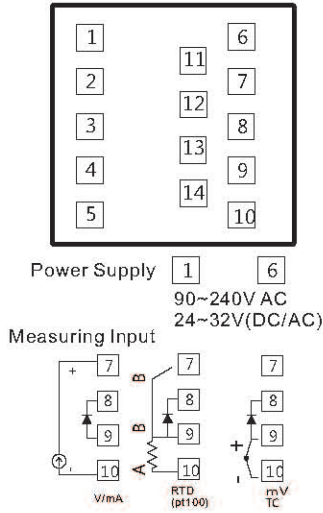 1 6
11
2 7
12
3 8
13
4 9
14
5 10
Power Supply 1 6
90~240V AC
24~32V(DC/AC)
Measuring Input
+ 7 B 7 7
8 8 8
9 B 9 + 9
- 10 A 10 - 10
V/mA RTD mV
(pt100) TC